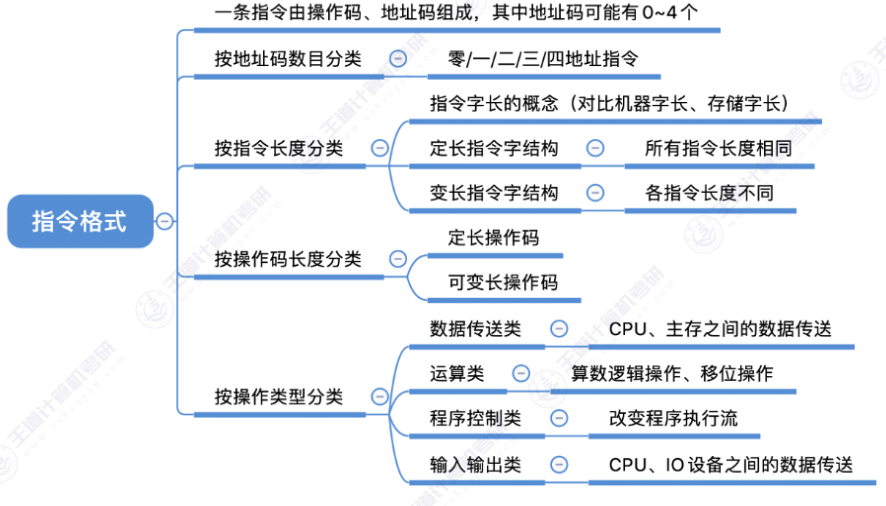 一条指令由操作码、地址码组成，其中地址码可能有0~4个
按地址码数目分类
零/一/二/三/四地址指令
指令字长的概念（对比机器字长、存储字长）
按指令长度分类
定长指令字结构
所有指令长度相同
变长指令字结构
各指令长度不同
指令格式
定长操作码
按操作码长度分类
可变长操作码
数据传送类
CPU、主存之间的数据传送
运算类
算数逻辑操作、移位操作
按操作类型分类
程序控制类
改变程序执行流
输入输出类
CPU、IO设备之间的数据传送
王道计算机考研